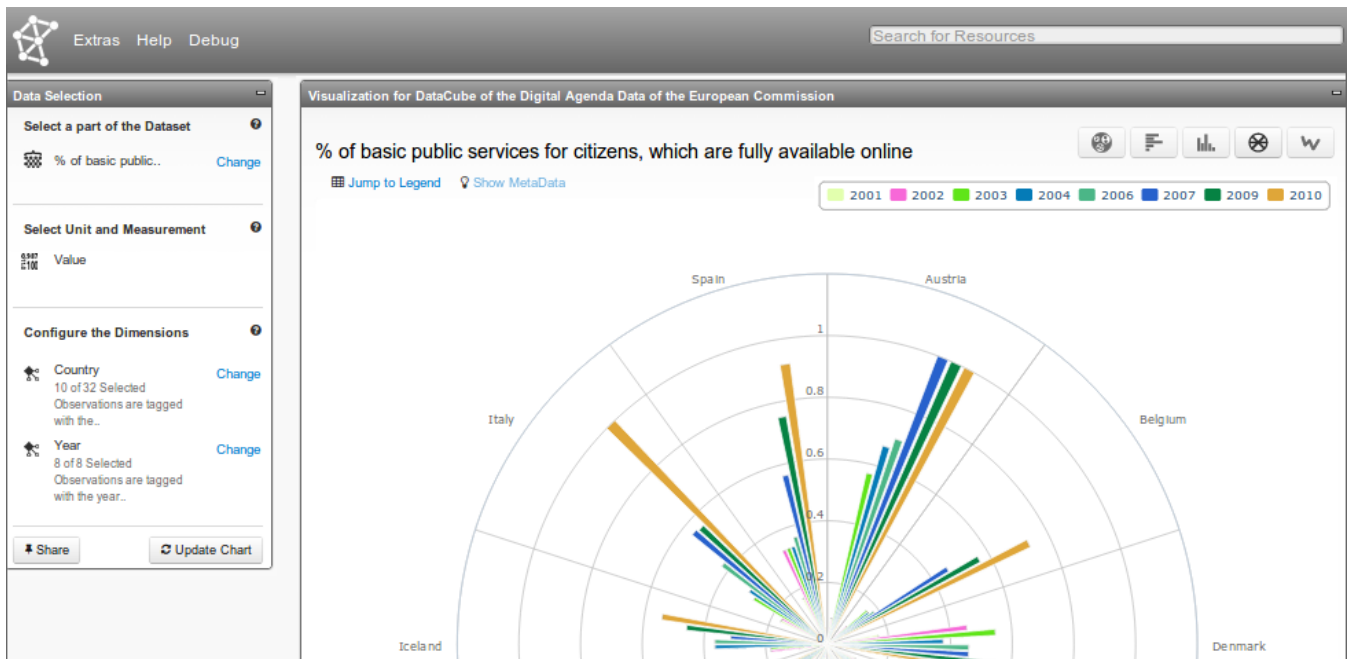 Extras Help Debug
Search for Resources
Data Selection
Select a part of the Dataset
% of basic public.. Change
Select Unit and Measurement
Value
Configure the Dimensions
Country Change
10 of 32 Selected
Observations are tagged
with the..
Year Change
8 of 8 Selected
Observations are tagged
with the year..
Share Update Chart
Visualization for DataCube of the Digital Agenda Data of the European Commission
% of basic public services for citizens, which are fully available online
Jump to Legend Show MetaData
2001 2002 2003 2004 2006 2007 2009 2010
Spain Austria
1
Italy 0.8 Belgium
0.6
0.4
0.2
0
Iceland Denmark